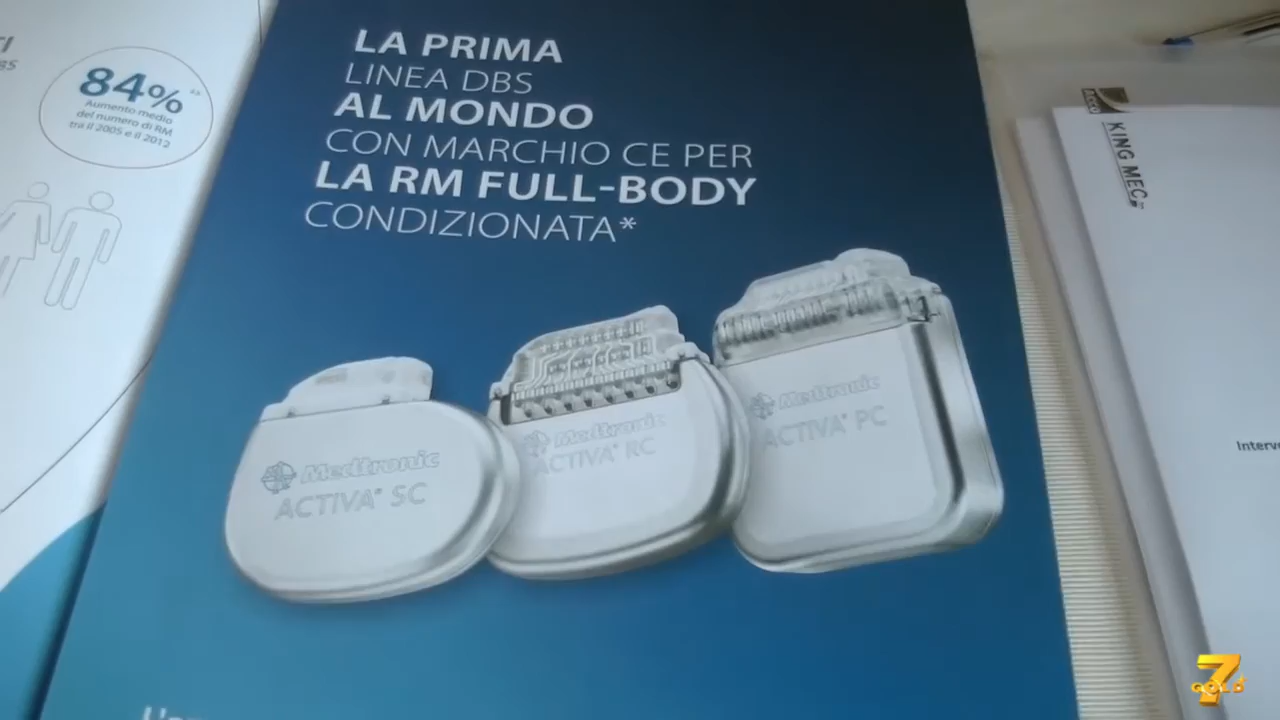 84%**
Aumento medio
del numero di RM
tra il 2005 e il 2012
LA PRIMA
LINEA DBS
AL MONDO
CON MARCHIO CE PER
LA RM FULL-BODY
CONDIZIONATA*
Medtronic
ACTIVA® SC
Medtronic
ACTIVA® RC
Medtronic
ACTIVA® PC
KING MEC
7
GOLD